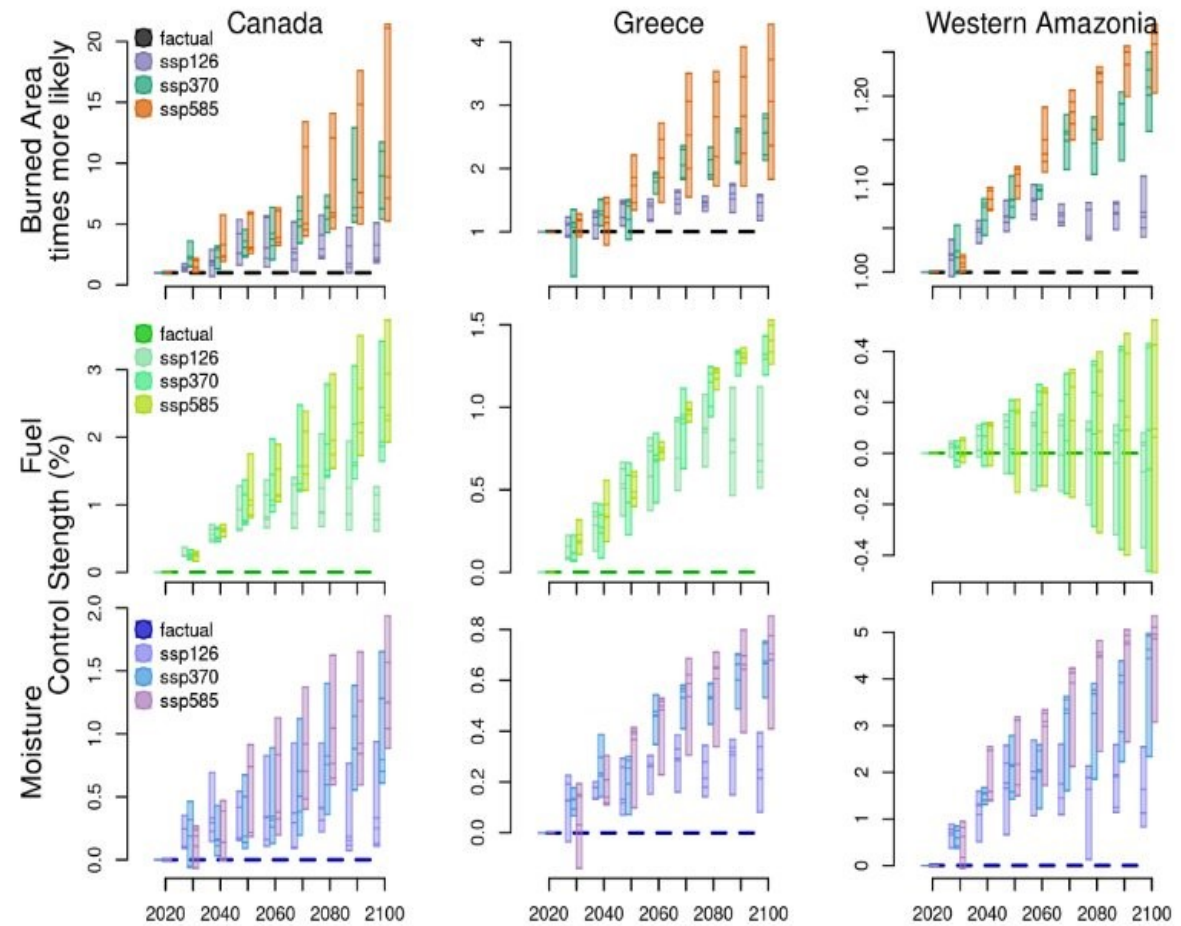 Canada
Greece
Western Amazonia
Burned Area
times more likely
20
15
10
5
0
factual
ssp126
ssp370
ssp585
4
3
2
1
1.20
1.10
1.00
Fuel
Moisture
Control Stength (%)
3
2
1
0
factual
ssp126
ssp370
ssp585
1.5
1.0
0.5
0.0
0.4
0.2
0.0
-0.2
-0.4
2.0
1.5
1.0
0.5
0.0
factual
ssp126
ssp370
ssp585
0.8
0.6
0.4
0.2
0.0
5
4
3
2
1
0
2020 2040 2060 2080 2100
2020 2040 2060 2080 2100
2020 2040 2060 2080 2100